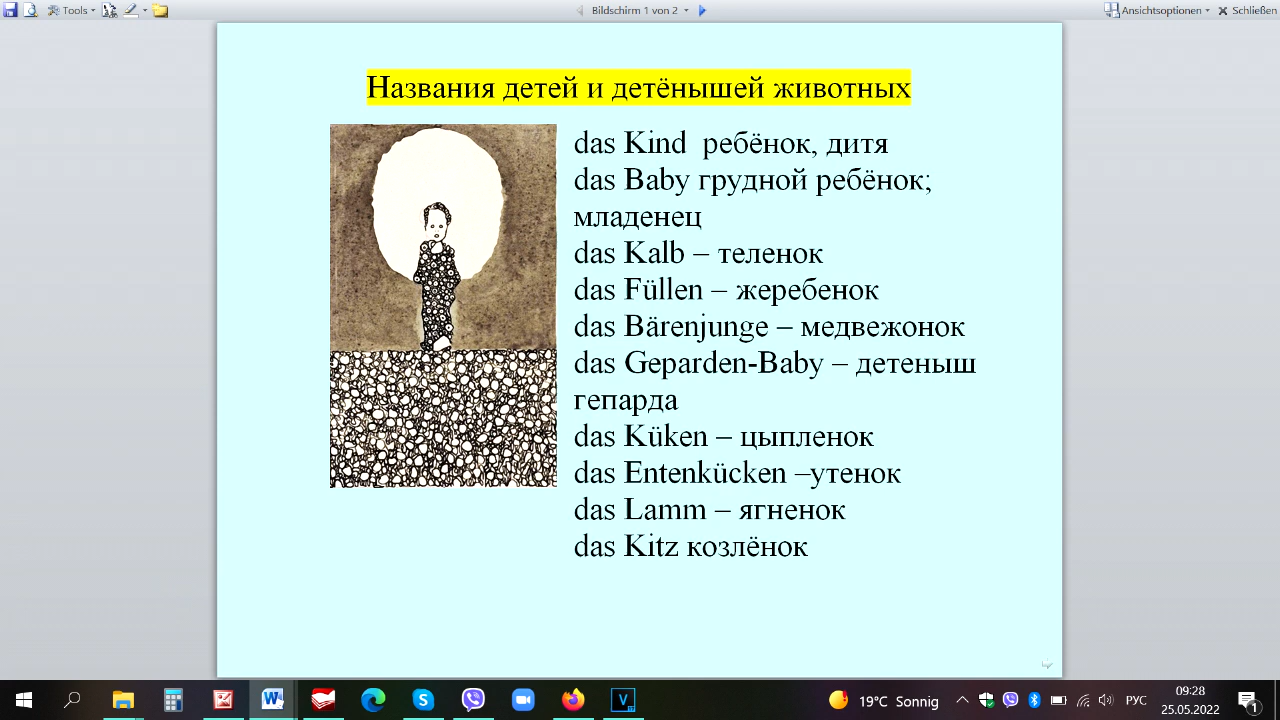 Tools
Bildschirm 1 von 2
Ansichtsoptionen
Schließen
Названия детей и детёнышей животных
das Kind  ребёнок, дитя
das Baby грудной ребёнок;
младенец
das Kalb – теленок
das Füllen – жеребенок
das Bärenjunge – медвежонок
das Geparden-Baby – детеныш
гепарда
das Küken – цыпленок
das Entenkücken –утенок
das Lamm – ягненок
das Kitz козлёнок
19°C Sonnig
РУС
09:28
25.05.2022
1